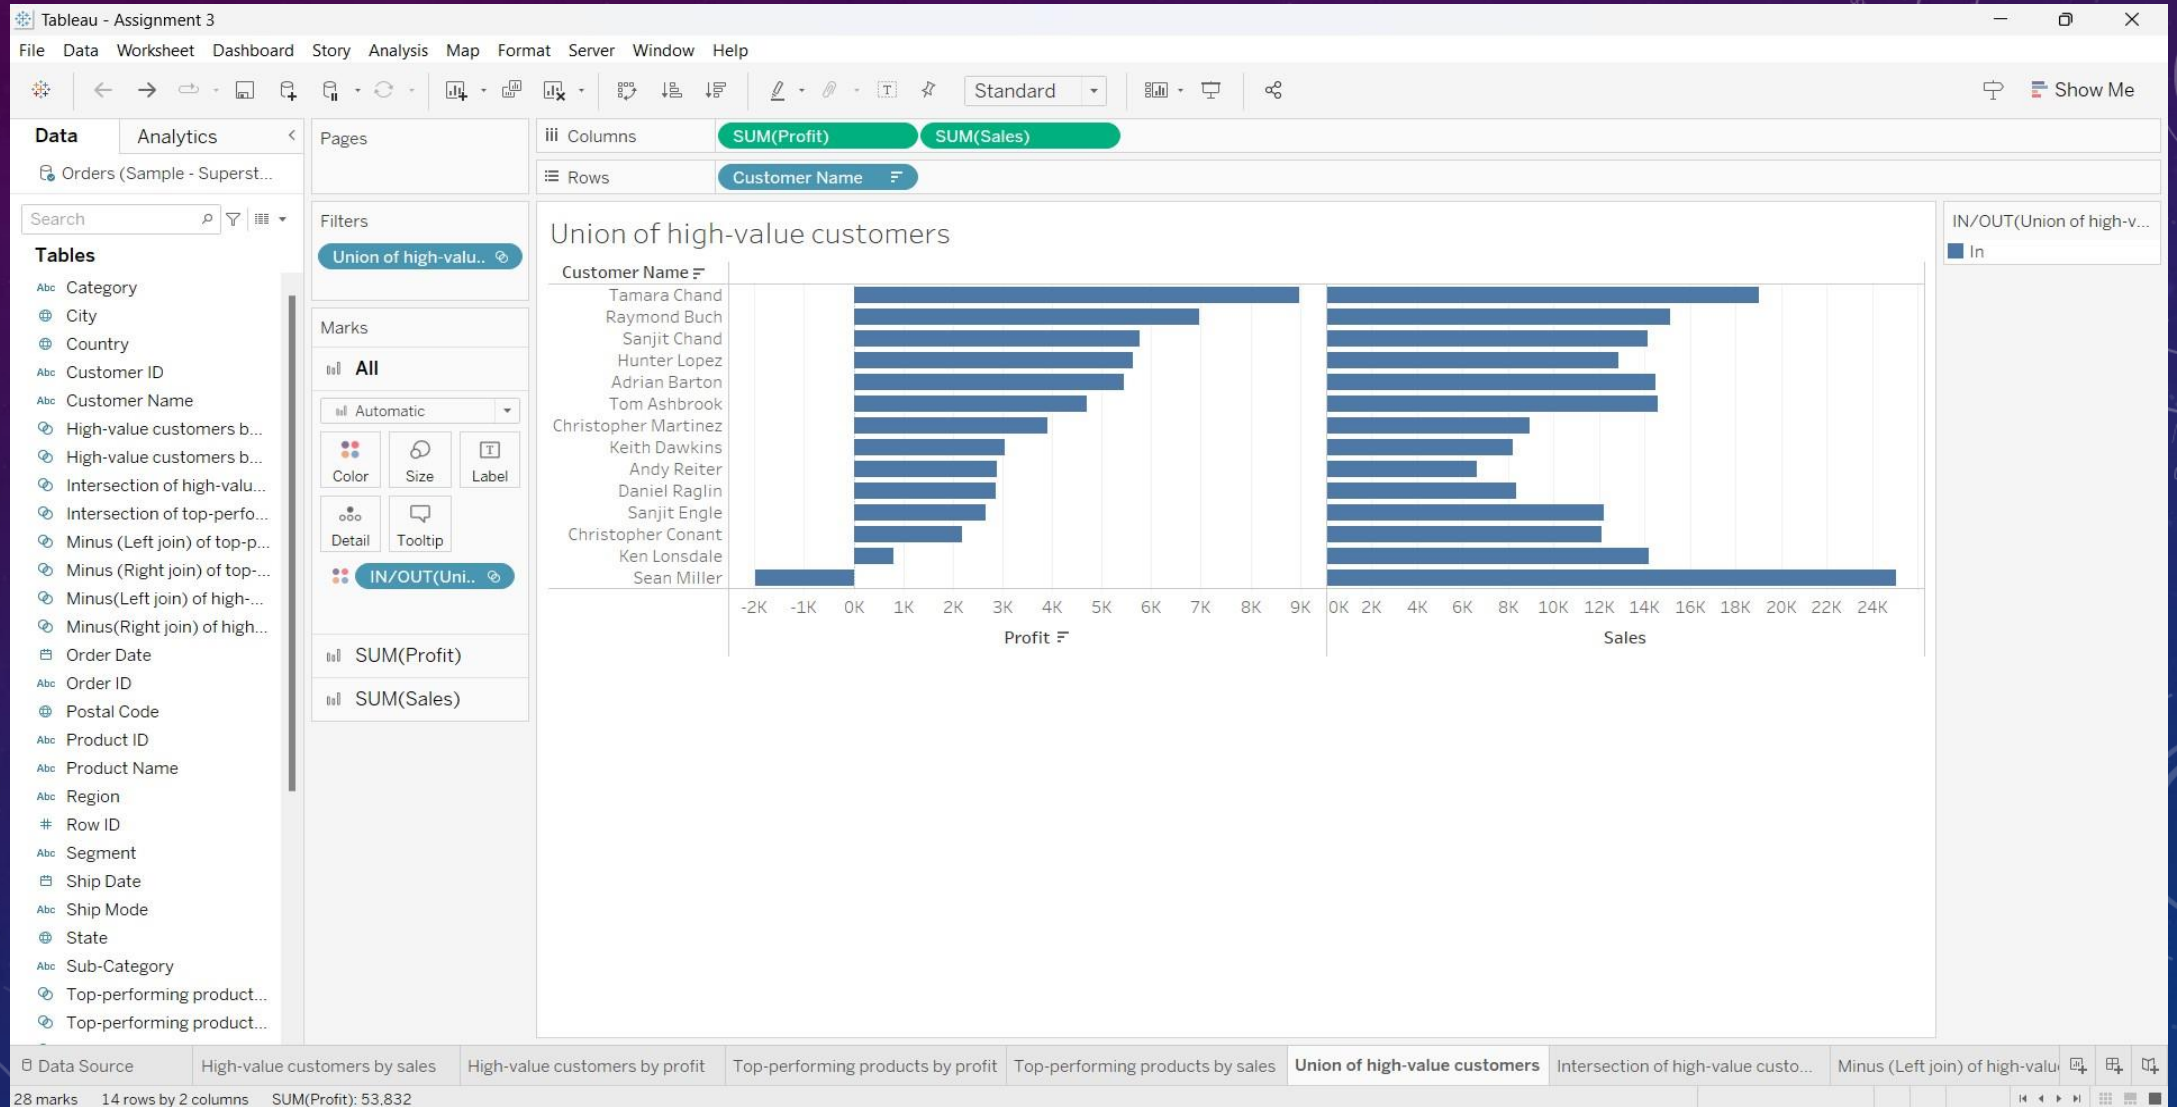 Tableau - Assignment 3
File Data Worksheet Dashboard Story Analysis Map Format Server Window Help
Standard
Show Me
Data Analytics
Orders (Sample - Superst...
Search
Tables
Abc Category
City
Country
Abc Customer ID
Abc Customer Name
High-value customers b...
High-value customers b...
Intersection of high-valu...
Intersection of top-perfo...
Minus (Left join) of top-p...
Minus (Right join) of top-...
Minus(Left join) of high-...
Minus(Right join) of high...
Order Date
Abc Order ID
Postal Code
Abc Product ID
Abc Product Name
Abc Region
# Row ID
Abc Segment
Ship Date
Abc Ship Mode
State
Abc Sub-Category
Top-performing product...
Top-performing product...
Pages
Filters
Union of high-valu..
Marks
All
Automatic
Color Size T Label
Detail Tooltip
IN/OUT(Uni..
SUM(Profit)
SUM(Sales)
iii Columns SUM(Profit) SUM(Sales)
Rows Customer Name
Union of high-value customers
Customer Name
Tamara Chand
Raymond Buch
Sanjit Chand
Hunter Lopez
Adrian Barton
Tom Ashbrook
Christopher Martinez
Keith Dawkins
Andy Reiter
Daniel Raglin
Sanjit Engle
Christopher Conant
Ken Lonsdale
Sean Miller
-2K -1K 0K 1K 2K 3K 4K 5K 6K 7K 8K 9K 0K 2K 4K 6K 8K 10K 12K 14K 16K 18K 20K 22K 24K
Profit Sales
IN/OUT(Union of high-v...
In
Data Source High-value customers by sales High-value customers by profit Top-performing products by profit Top-performing products by sales Union of high-value customers Intersection of high-value custo... Minus (Left join) of high-valu
28 marks 14 rows by 2 columns SUM(Profit): 53,832